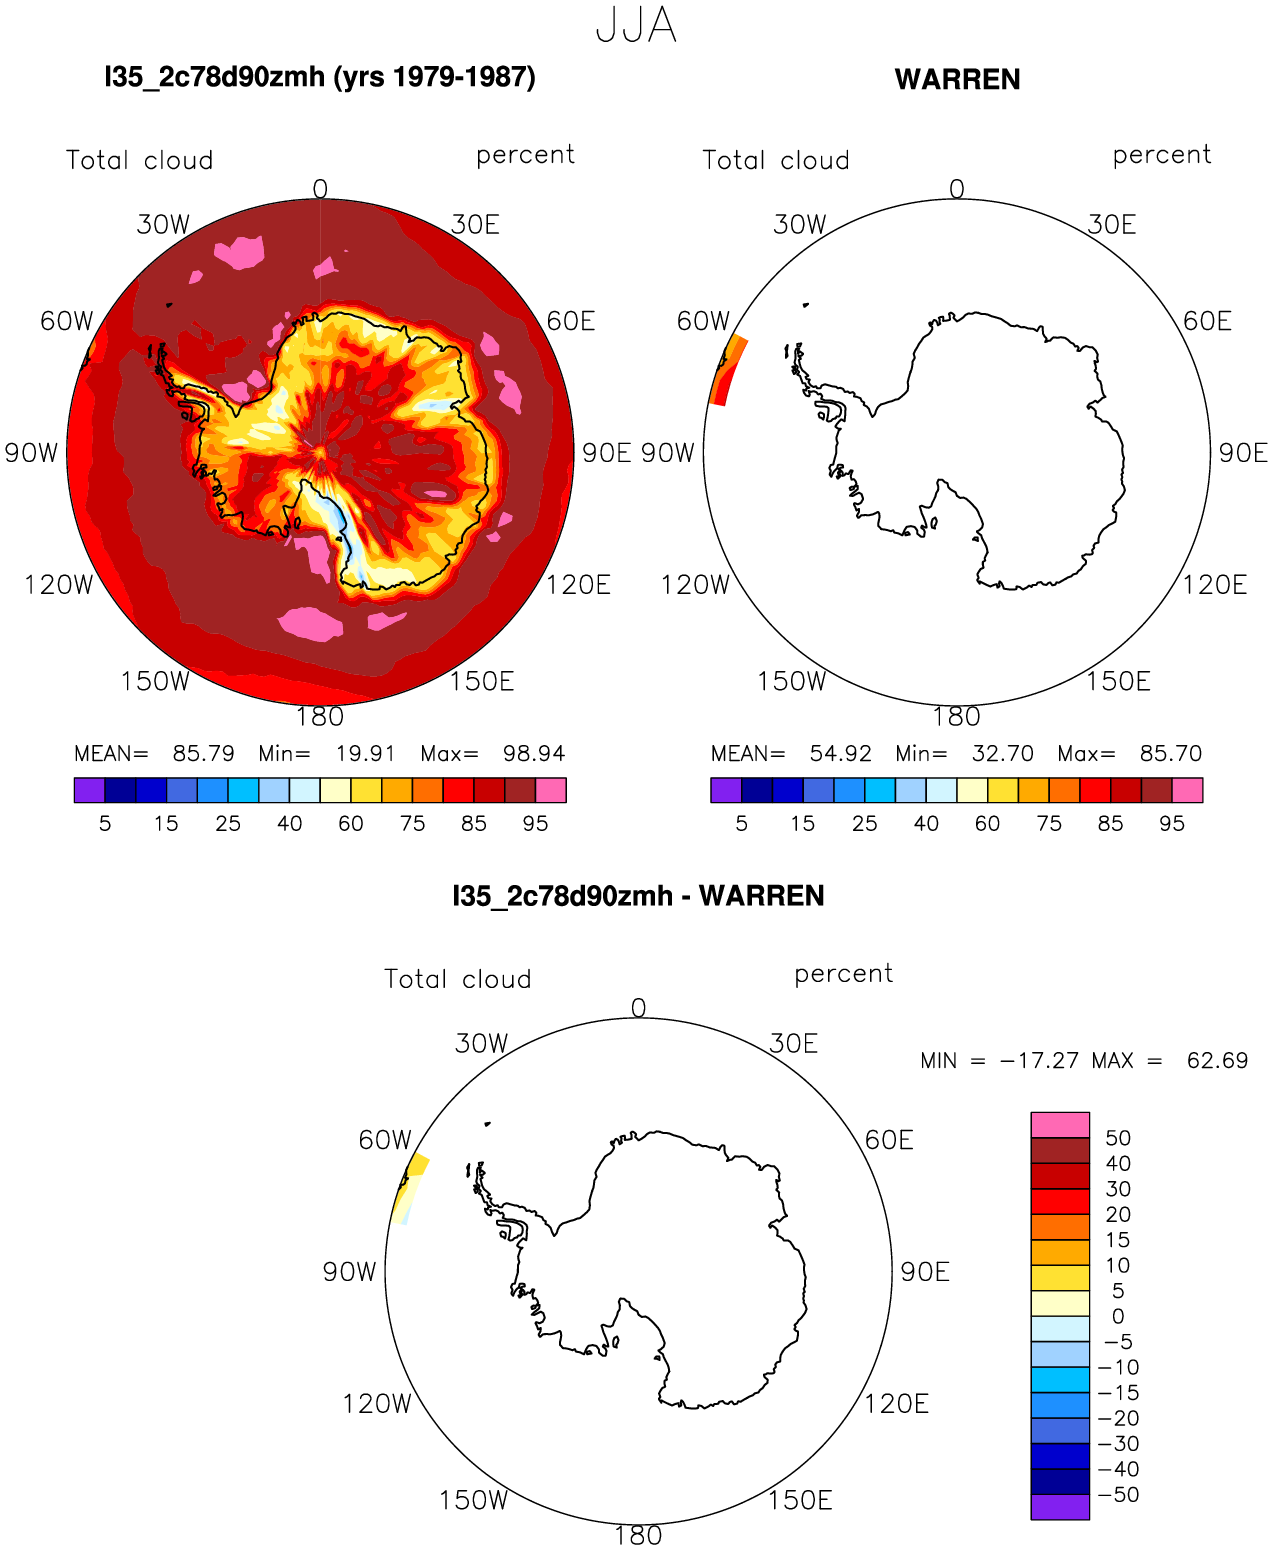 JJA
I35_2c78d90zmh (yrs 1979-1987)
WARREN
Total cloud percent
Total cloud percent
0
30W 30E
60W 60E
90W 90E
120W 120E
150W 150E
180
0
30W 30E
60W 60E
90W 90E
120W 120E
150W 150E
180
MEAN= 85.79 Min= 19.91 Max= 98.94
5 15 25 40 60 75 85 95
MEAN= 54.92 Min= 32.70 Max= 85.70
5 15 25 40 60 75 85 95
I35_2c78d90zmh - WARREN
Total cloud percent
0
30W 30E
60W 60E
90W 90E
120W 120E
150W 150E
180
MIN = −17.27 MAX = 62.69
50
40
30
20
15
10
5
0
−5
−10
−15
−20
−30
−40
−50